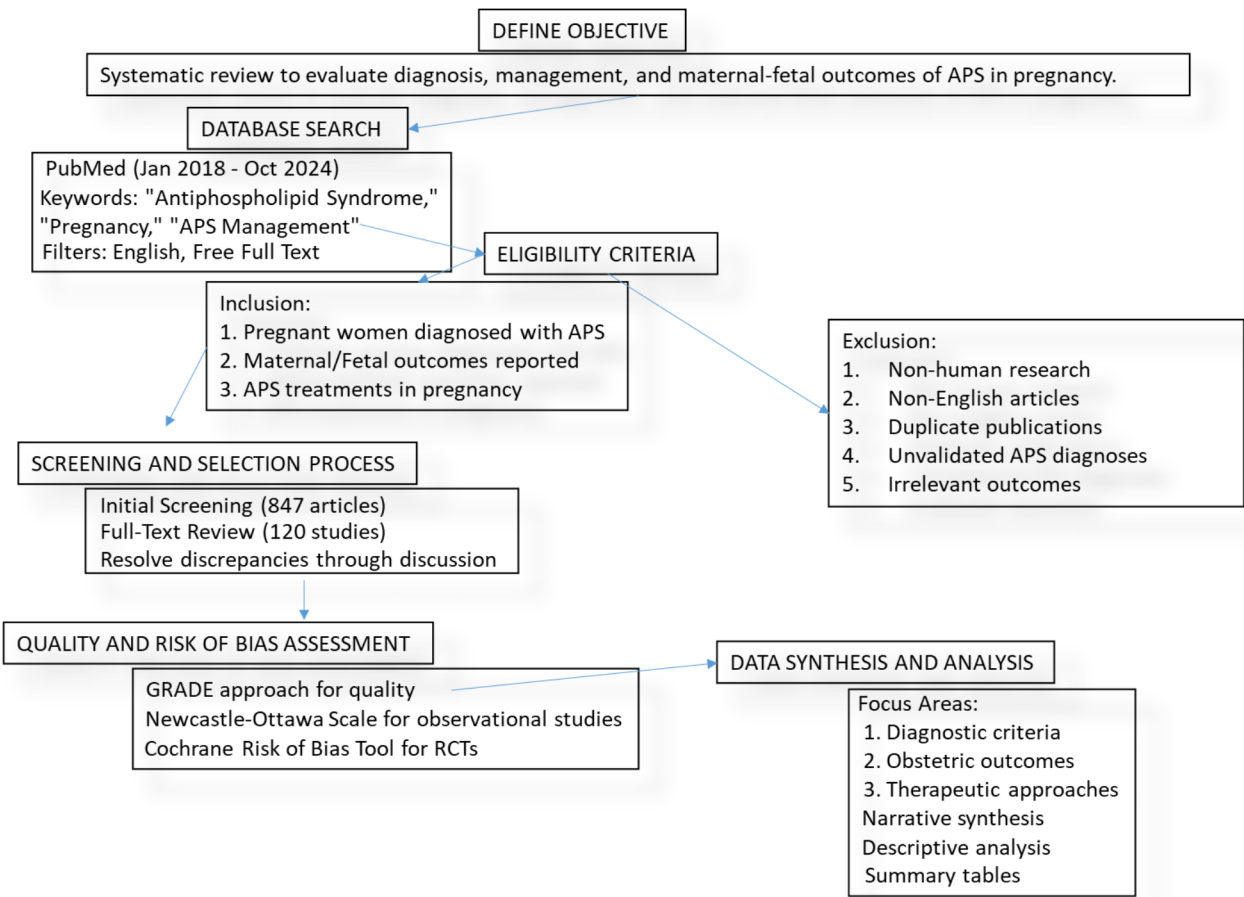 DEFINE OBJECTIVE
Systematic review to evaluate diagnosis, management, and maternal-fetal outcomes of APS in pregnancy.
DATABASE SEARCH
PubMed (Jan 2018 - Oct 2024)
Keywords: "Antiphospholipid Syndrome,"
"Pregnancy," "APS Management"
Filters: English, Free Full Text
ELIGIBILITY CRITERIA
Inclusion:
1. Pregnant women diagnosed with APS
2. Maternal/Fetal outcomes reported
3. APS treatments in pregnancy
Exclusion:
1. Non-human research
2. Non-English articles
3. Duplicate publications
4. Unvalidated APS diagnoses
5. Irrelevant outcomes
SCREENING AND SELECTION PROCESS
Initial Screening (847 articles)
Full-Text Review (120 studies)
Resolve discrepancies through discussion
QUALITY AND RISK OF BIAS ASSESSMENT
GRADE approach for quality
Newcastle-Ottawa Scale for observational studies
Cochrane Risk of Bias Tool for RCTs
DATA SYNTHESIS AND ANALYSIS
Focus Areas:
1. Diagnostic criteria
2. Obstetric outcomes
3. Therapeutic approaches
Narrative synthesis
Descriptive analysis
Summary tables